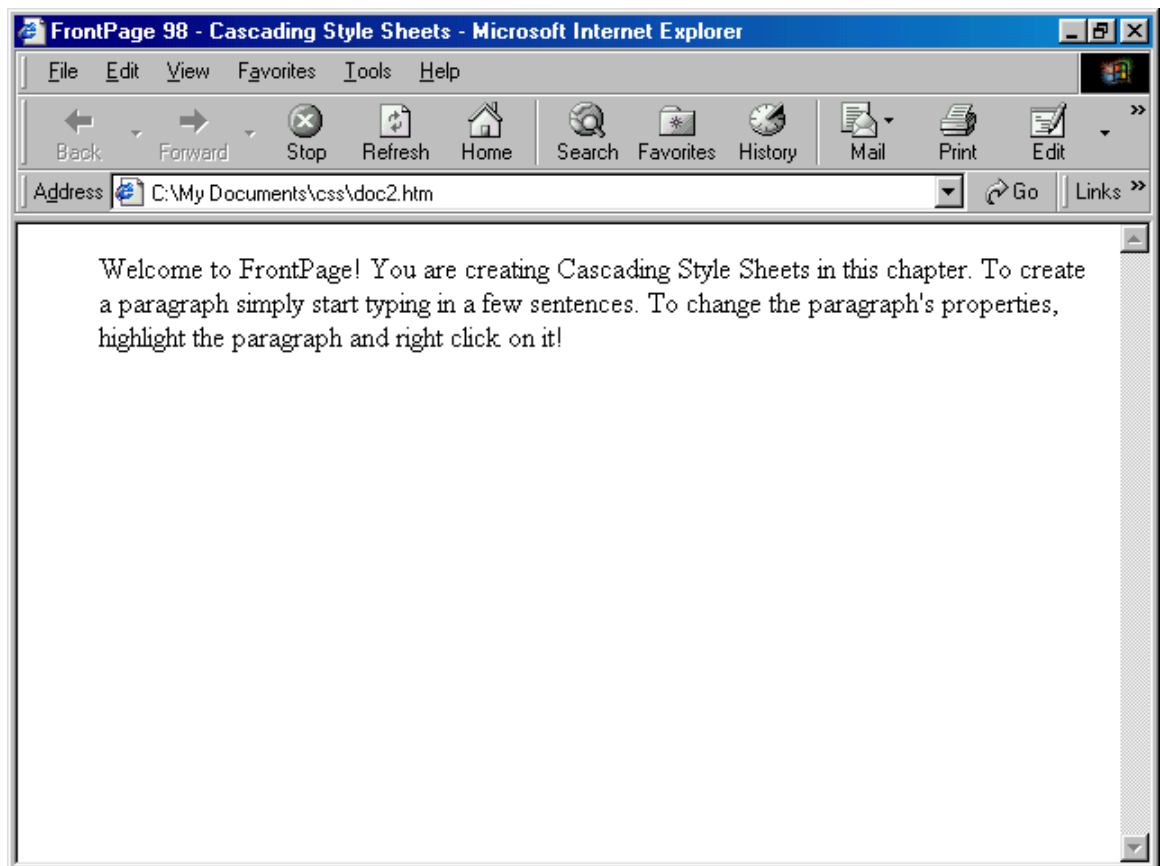 FrontPage 98 - Cascading Style Sheets - Microsoft Internet Explorer
File Edit View Favorites Tools Help
Back Forward Stop Refresh Home Search Favorites History Mail Print Edit »
Address C:\My Documents\css\doc2.htm Go Links »
Welcome to FrontPage! You are creating Cascading Style Sheets in this chapter. To create
a paragraph simply start typing in a few sentences. To change the paragraph's properties,
highlight the paragraph and right click on it!